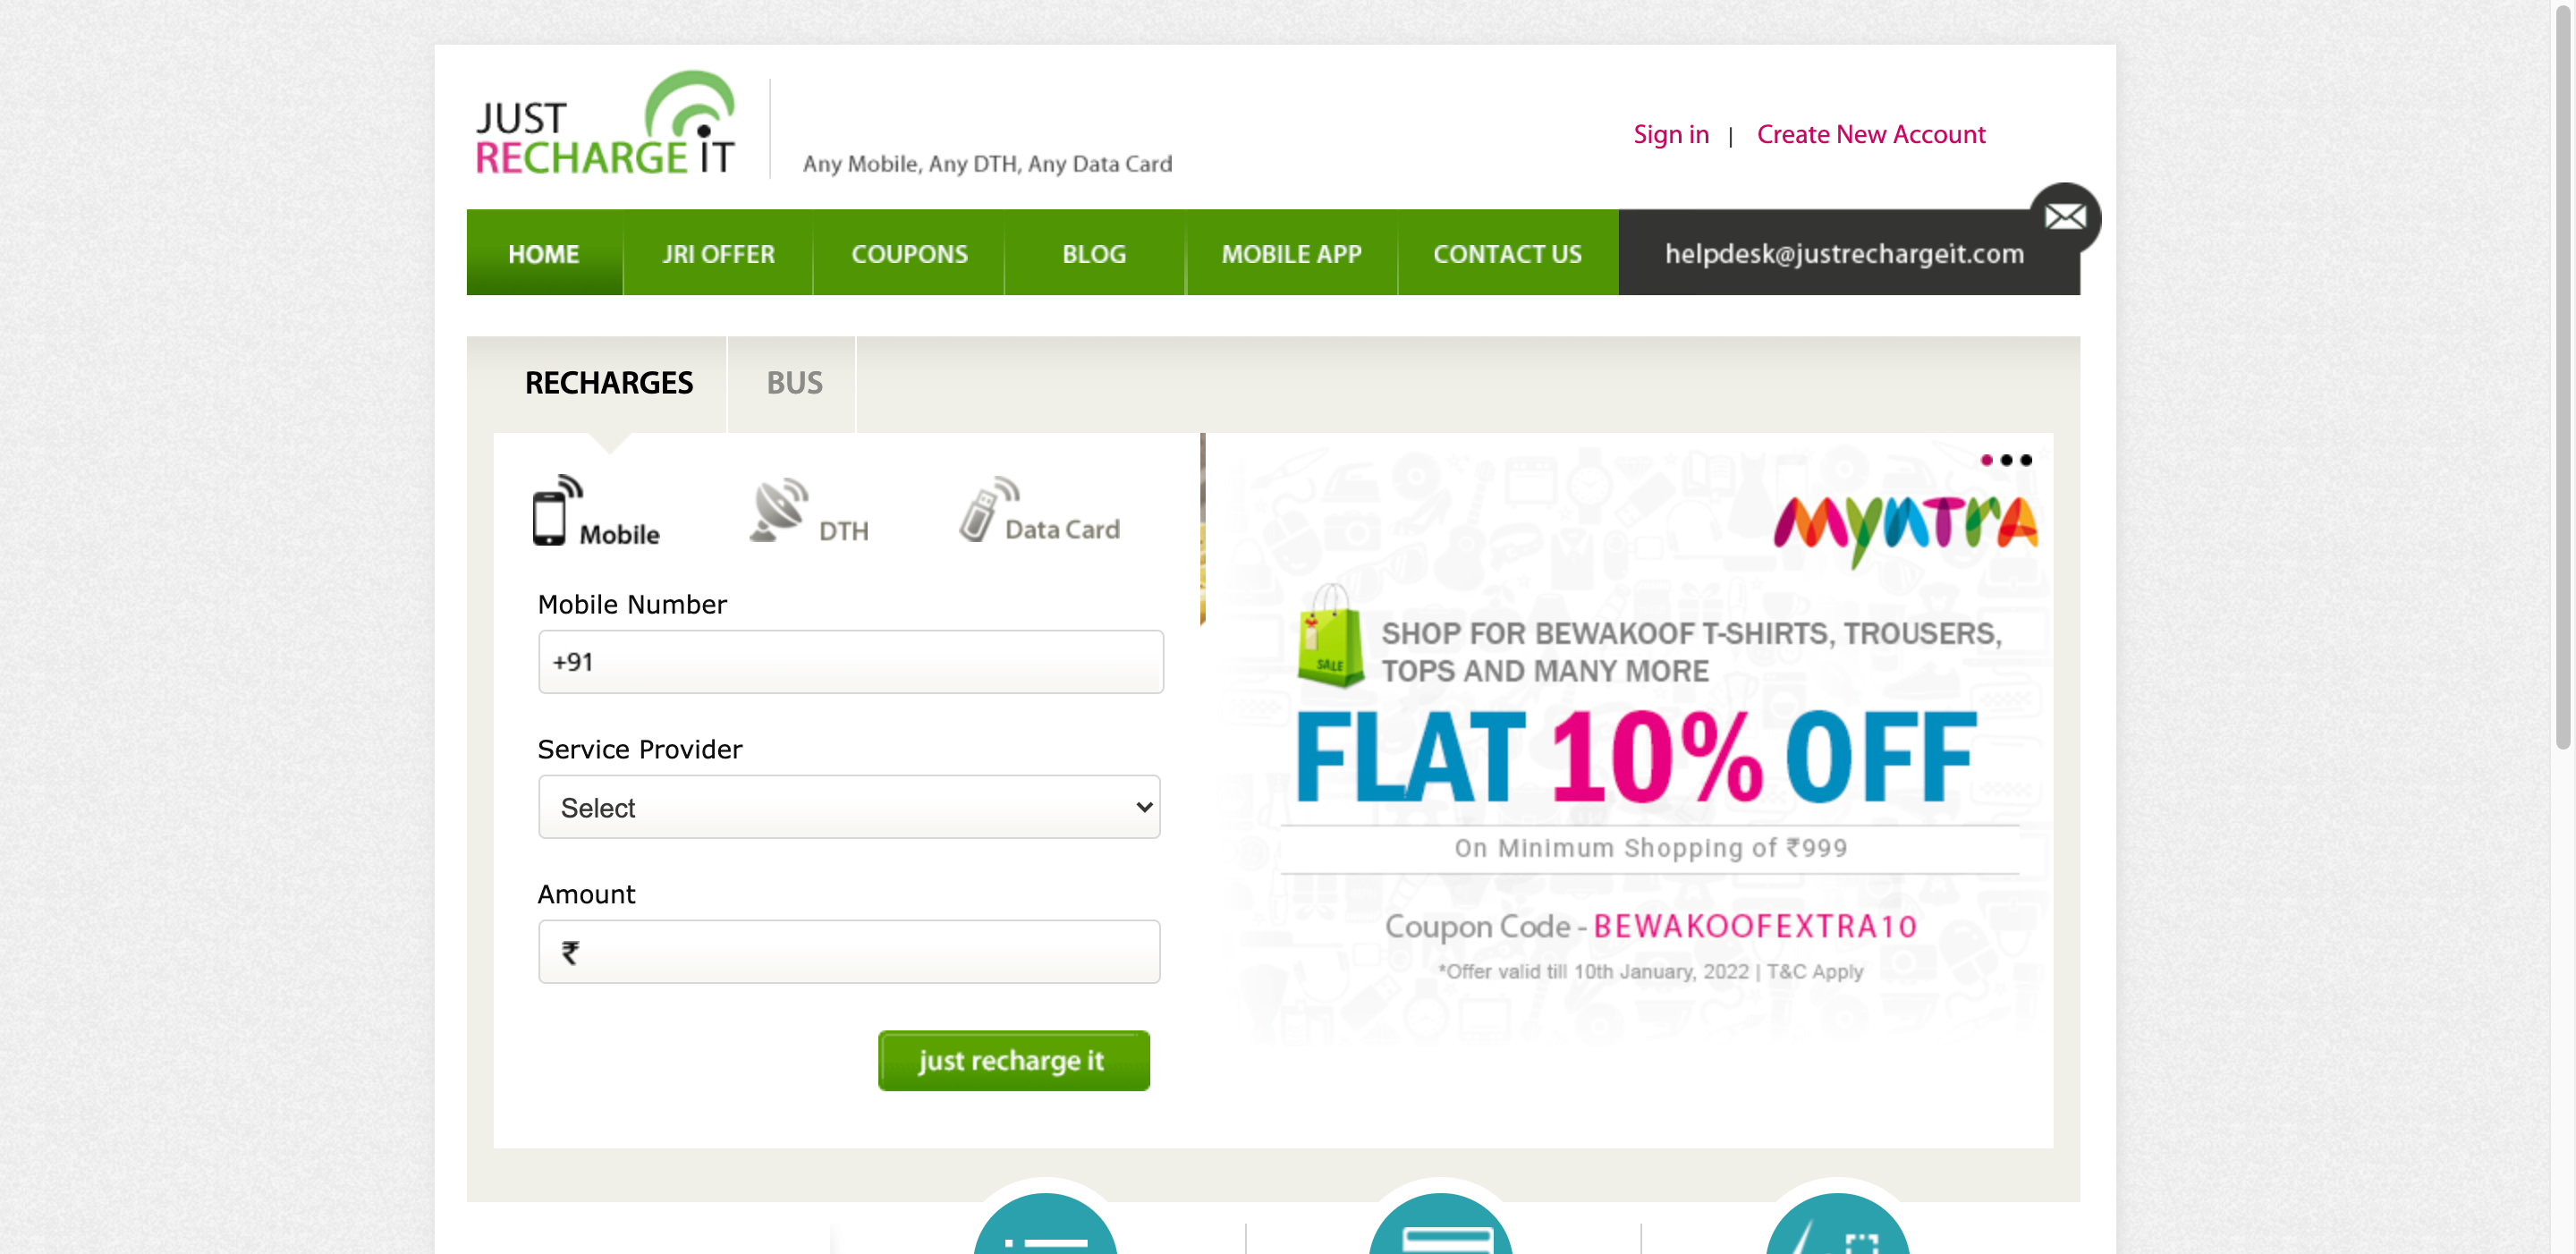 JUST
RECHARGE IT
Any Mobile, Any DTH, Any Data Card
Sign in | Create New Account
HOME JRI OFFER COUPONS BLOG MOBILE APP CONTACT US helpdesk@justrechargeit.com
RECHARGES BUS
Mobile DTH Data Card
Mobile Number
+91
Service Provider
Select
Amount
₹
just recharge it
myntra
SALE
SHOP FOR BEWAKOOF T-SHIRTS, TROUSERS,
TOPS AND MANY MORE
FLAT 10% OFF
On Minimum Shopping of ₹999
Coupon Code - BEWAKOOFEXTRA10
*Offer valid till 10th January, 2022 | T&C Apply